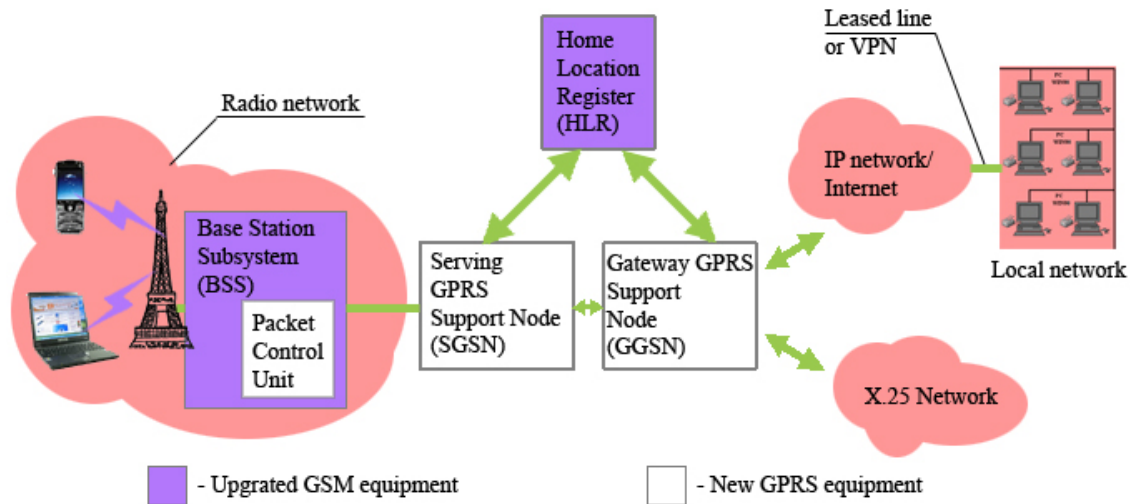 Home
Location
Register
(HLR)
Leased line
or VPN
Radio network
IP network/
Internet
Base Station
Subsystem
(BSS)
Packet
Control
Unit
Serving
GPRS
Support Node
(SGSN)
Gateway GPRS
Support
Node
(GGSN)
Local network
X.25 Network
- Upgrated GSM equipment
- New GPRS equipment